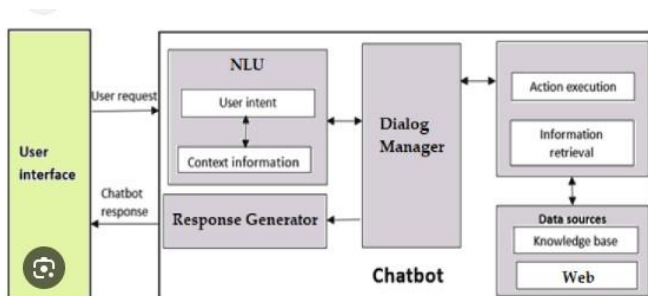 User
interface
User request
Chatbot
response
NLU
User intent
Context information
Response Generator
Dialog
Manager
Action execution
Information
retrieval
Data sources
Knowledge base
Web
Chatbot